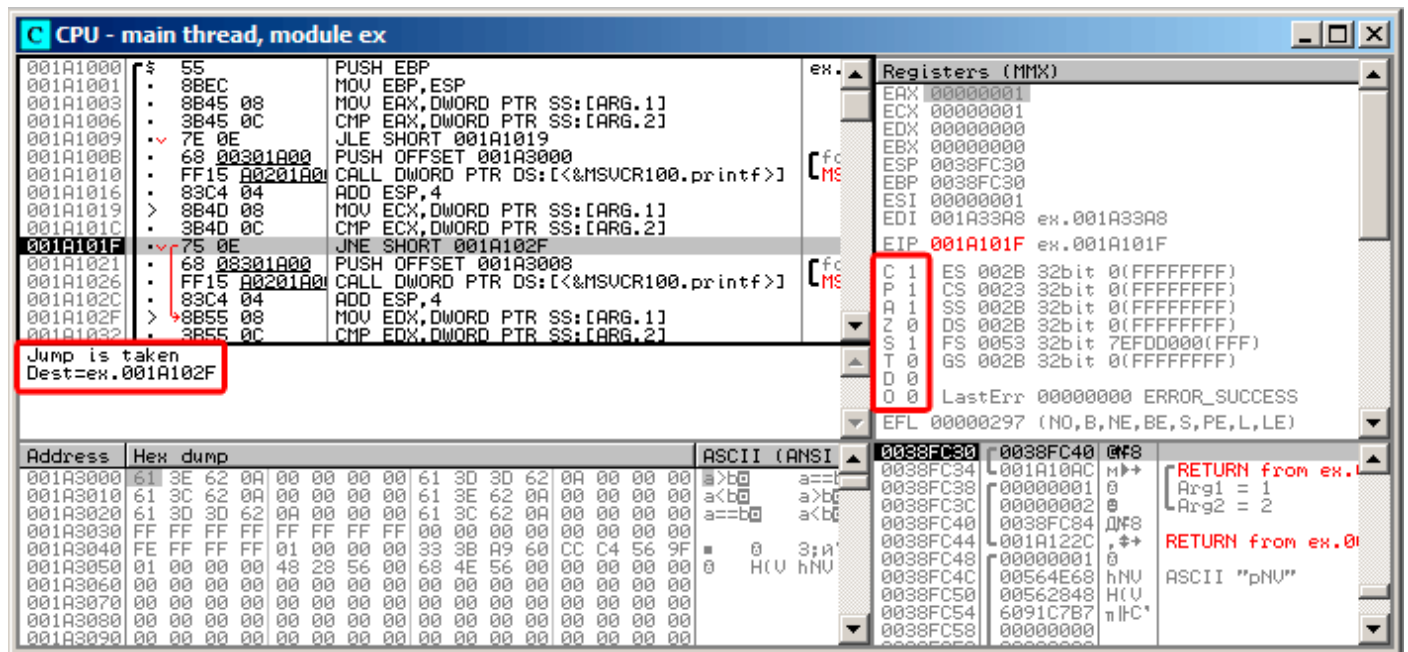 CPU - main thread, module ex
001A1000 $ 55 PUSH EBP ex.
001A1001 . 8BEC MOV EBP,ESP
001A1003 . 8B45 08 MOV EAX,DWORD PTR SS:[ARG.1]
001A1006 . 3B45 0C CMP EAX,DWORD PTR SS:[ARG.2]
001A1009 . 7E 0E JLE SHORT 001A1019
001A100B . 68 00301A00 PUSH OFFSET 001A3000
001A1010 . FF15 A0201A0 CALL DWORD PTR DS:[<&MSVCR100.printf>] MS
001A1016 . 83C4 04 ADD ESP,4
001A1019 > 8B4D 08 MOV ECX,DWORD PTR SS:[ARG.1]
001A101C . 3B4D 0C CMP ECX,DWORD PTR SS:[ARG.2]
001A101F . 75 0E JNE SHORT 001A102F
001A1021 . 68 08301A00 PUSH OFFSET 001A3008
001A1026 . FF15 A0201A0 CALL DWORD PTR DS:[<&MSVCR100.printf>] MS
001A102C . 83C4 04 ADD ESP,4
001A102F > 8B55 08 MOV EDX,DWORD PTR SS:[ARG.1]
001A1032 . 3B55 0C CMP EDX,DWORD PTR SS:[ARG.2]
Jump is taken
Dest=ex.001A102F
Registers (MMX)
EAX 00000001
ECX 00000001
EDX 00000000
EBX 00000000
ESP 0038FC30
EBP 0038FC30
ESI 00000001
EDI 001A33A8 ex.001A33A8
EIP 001A101F ex.001A101F
C 1 ES 002B 32bit 0(FFFFFFFF)
P 1 CS 0023 32bit 0(FFFFFFFF)
A 1 SS 002B 32bit 0(FFFFFFFF)
Z 0 DS 002B 32bit 0(FFFFFFFF)
S 1 FS 0053 32bit 7EFDD000(FFF)
T 0 GS 002B 32bit 0(FFFFFFFF)
D 0
O 0 LastErr 00000000 ERROR_SUCCESS
EFL 00000297 (NO,B,NE,BE,S,PE,L,LE)
Address Hex dump ASCII (ANSI
001A3000 61 3E 62 0A 00 00 00 00 61 3D 3D 62 0A 00 00 00 a>b a==b
001A3010 61 3C 62 0A 00 00 00 00 61 3E 62 0A 00 00 00 00 a<b a>b
001A3020 61 3D 3D 62 0A 00 00 00 61 3C 62 0A 00 00 00 00 a==b a<b
001A3030 FF FF FF FF FF FF FF FF 00 00 00 00 00 00 00 00
001A3040 FE FF FF FF 01 00 00 00 33 3B A9 60 CC C4 56 9F 3;
001A3050 01 00 00 00 48 28 56 00 68 4E 56 00 00 00 00 00 H(V hNV
001A3060 00 00 00 00 00 00 00 00 00 00 00 00 00 00 00 00
001A3070 00 00 00 00 00 00 00 00 00 00 00 00 00 00 00 00
001A3080 00 00 00 00 00 00 00 00 00 00 00 00 00 00 00 00
001A3090 00 00 00 00 00 00 00 00 00 00 00 00 00 00 00 00
0038FC30 0038FC40
0038FC34 001A10AC RETURN from ex.
0038FC38 00000001 Arg1 = 1
0038FC3C 00000002 Arg2 = 2
0038FC40 0038FC84
0038FC44 001A122C RETURN from ex.0
0038FC48 00000001
0038FC4C 00564E68 hNV ASCII "pNV"
0038FC50 00562848 H(V
0038FC54 6091C7B7
0038FC58 00000000